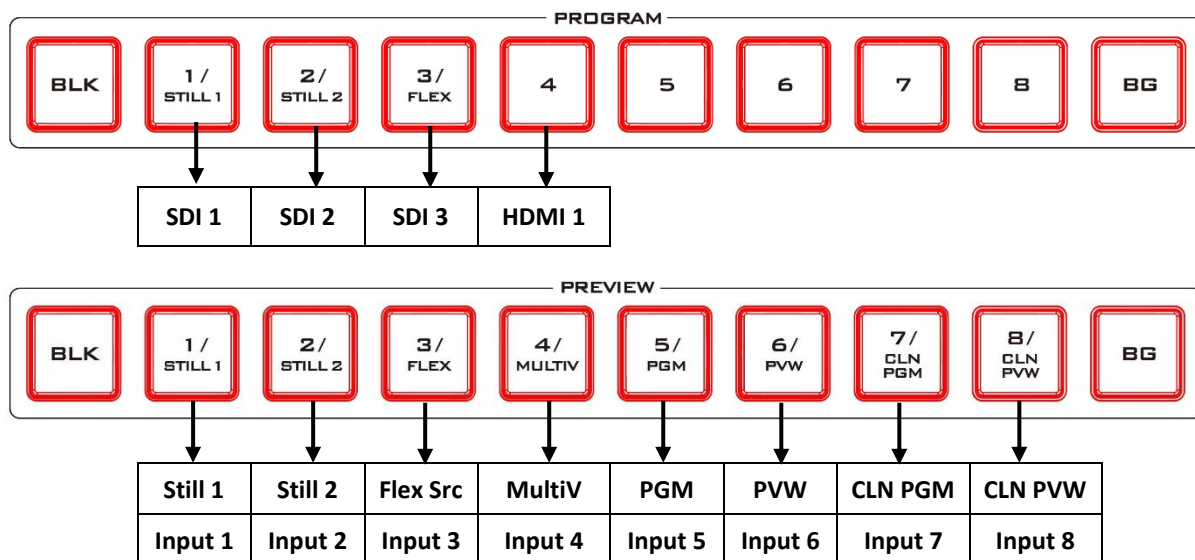 PROGRAM
BLK 1/ 2/ 3/ 4 5 6 7 8 BG
STILL 1 STILL 2 FLEX
SDI 1 SDI 2 SDI 3 HDMI 1
PREVIEW
BLK 1/ 2/ 3/ 4/ 5/ 6/ 7/ 8/ BG
STILL 1 STILL 2 FLEX MULTIV PGM PVW CLN CLN
PGM PVW
Still 1 Still 2 Flex Src MultiV PGM PVW CLN PGM CLN PVW
Input 1 Input 2 Input 3 Input 4 Input 5 Input 6 Input 7 Input 8